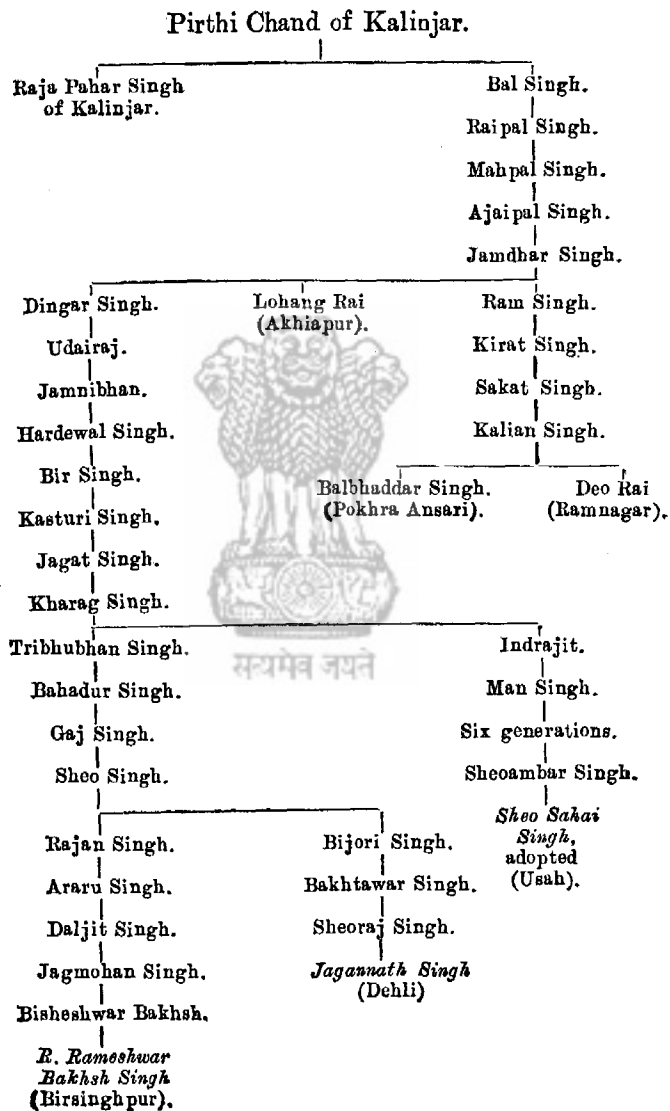 Pirthi Chand of Kalinjar.
Raja Pahar Singh
of Kalinjar.
Bal Singh.
Raipal Singh.
Mahpal Singh.
Ajaipal Singh.
Jamdhar Singh.
Dingar Singh.
Lohang Rai
(Akhiapur).
Ram Singh.
Udairaj.
Kirat Singh.
Jamnibhan.
Sakat Singh.
Hardewal Singh.
Kalian Singh.
Bir Singh.
Balbhaddar Singh.
(Pokhra Ansari).
Deo Rai
(Ramnagar).
Kasturi Singh.
Jagat Singh.
Kharag Singh.
Tribhubhan Singh.
Indrajit.
सत्यमेव जयते
Bahadur Singh.
Man Singh.
Gaj Singh.
Six generations.
Sheo Singh.
Sheoambar Singh.
Sheo Sahai
Singh,
adopted
(Usah).
Rajan Singh.
Bijori Singh.
Araru Singh.
Bakhtawar Singh.
Daljit Singh.
Sheoraj Singh.
Jagmohan Singh.
Jagannath Singh
(Dehli)
Bisheshwar Bakhsh.
R. Rameshwar
Bakhsh Singh
(Birsinghpur).